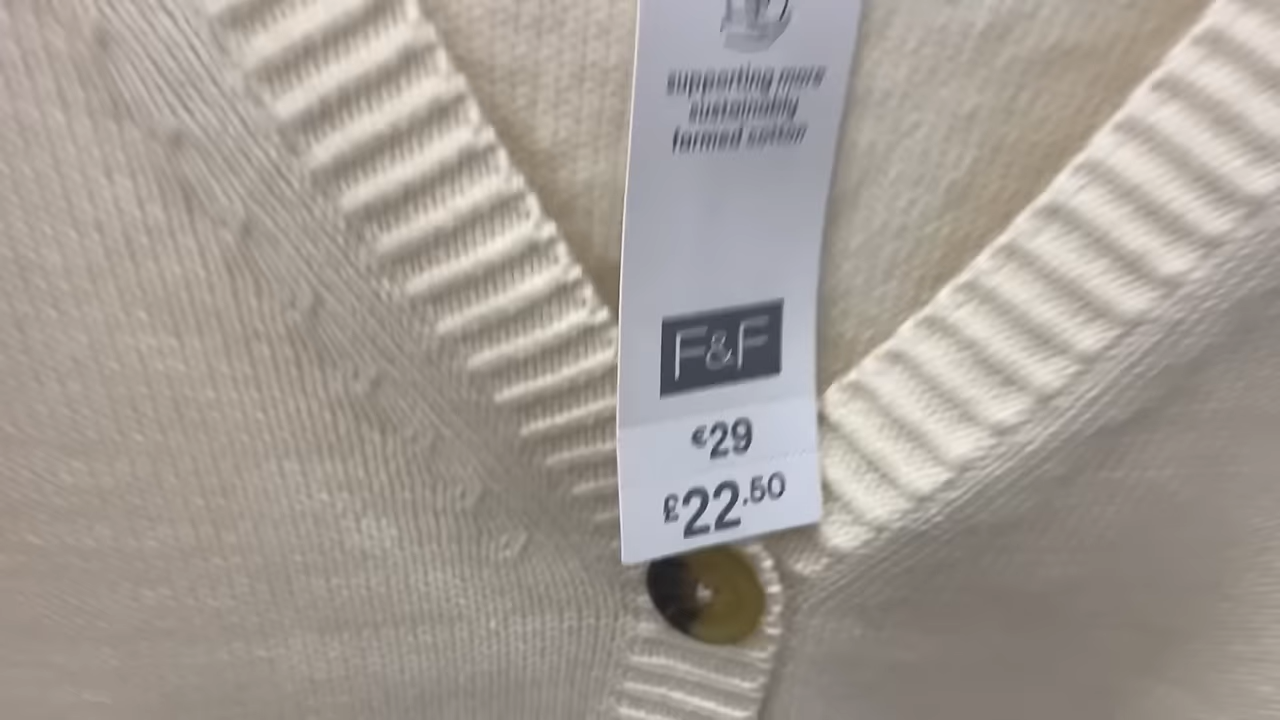 supporting more
sustainably
farmed cotton
F&F
€29
£22.50